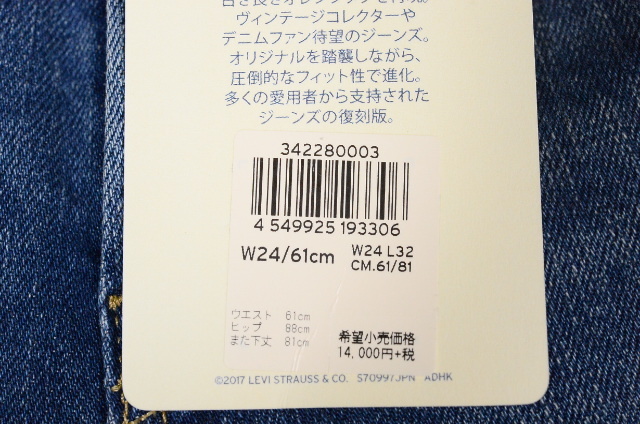 ヴィンテージコレクターや
デニムファン待望のジーンズ。
オリジナルを踏襲しながら、
圧倒的なフィット性で進化。
多くの愛用者から支持された
ジーンズの復刻版。
342280003
4 549925 193306
W24/61cm
W24 L32
CM.61/81
ウエスト 61cm
ヒップ 88cm
また下丈 81cm
希望小売価格
14,000円+税
©2017 LEVI STRAUSS & CO. S70997JPN ADHK